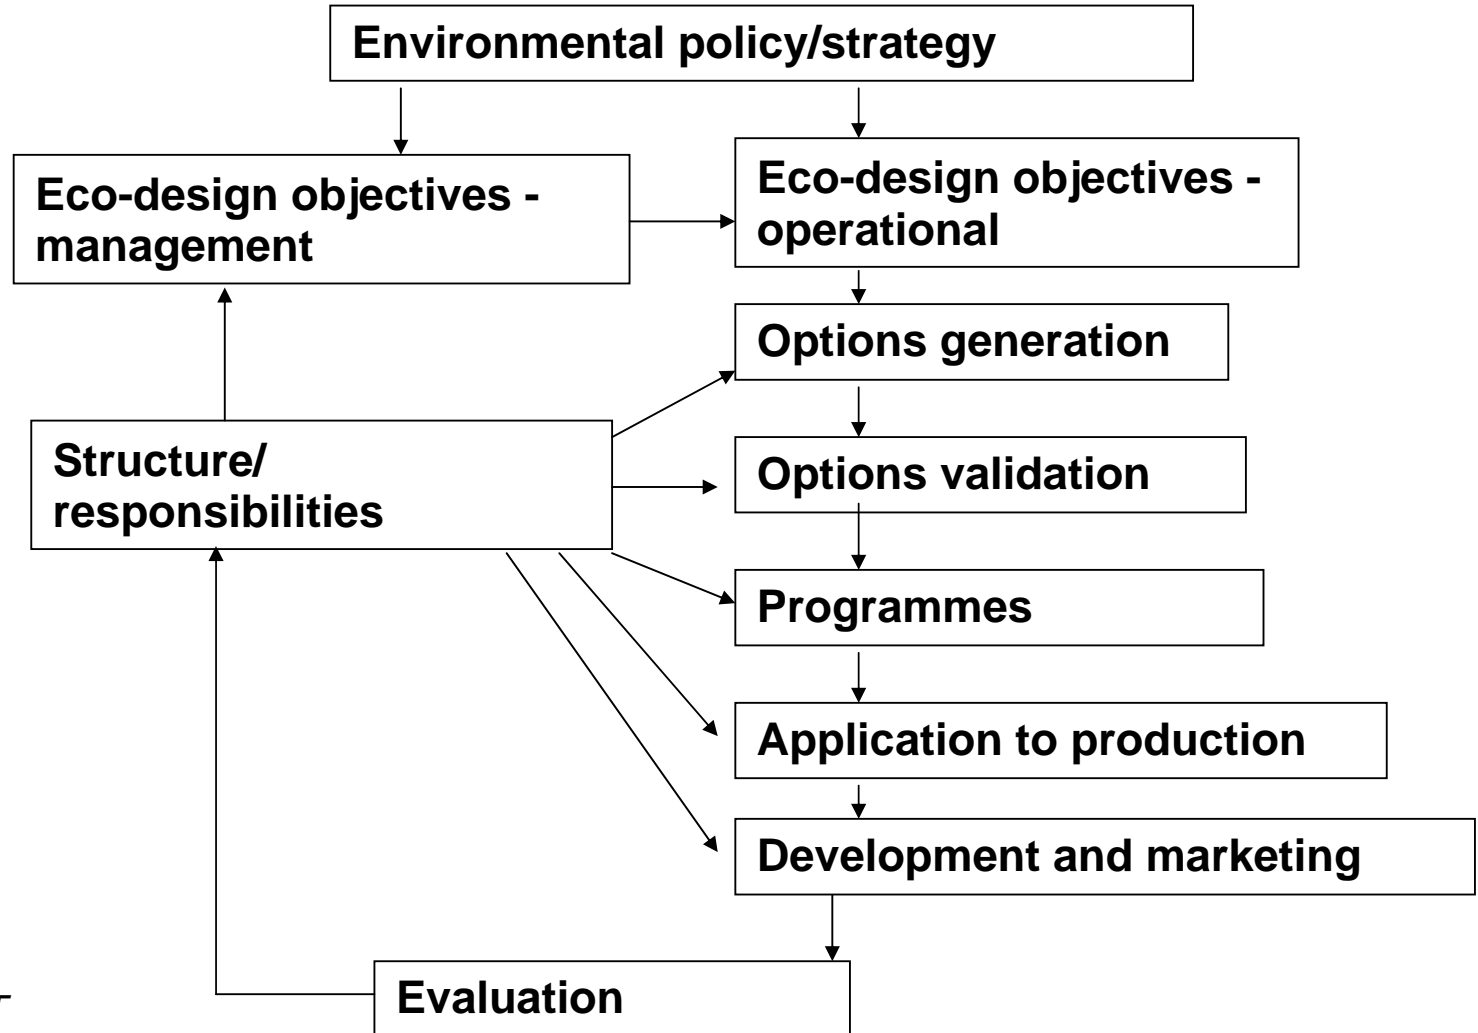 Environmental policy/strategy
Eco-design objectives -
management
Eco-design objectives -
operational
Options generation
Structure/
responsibilities
Options validation
Programmes
Application to production
Development and marketing
Evaluation